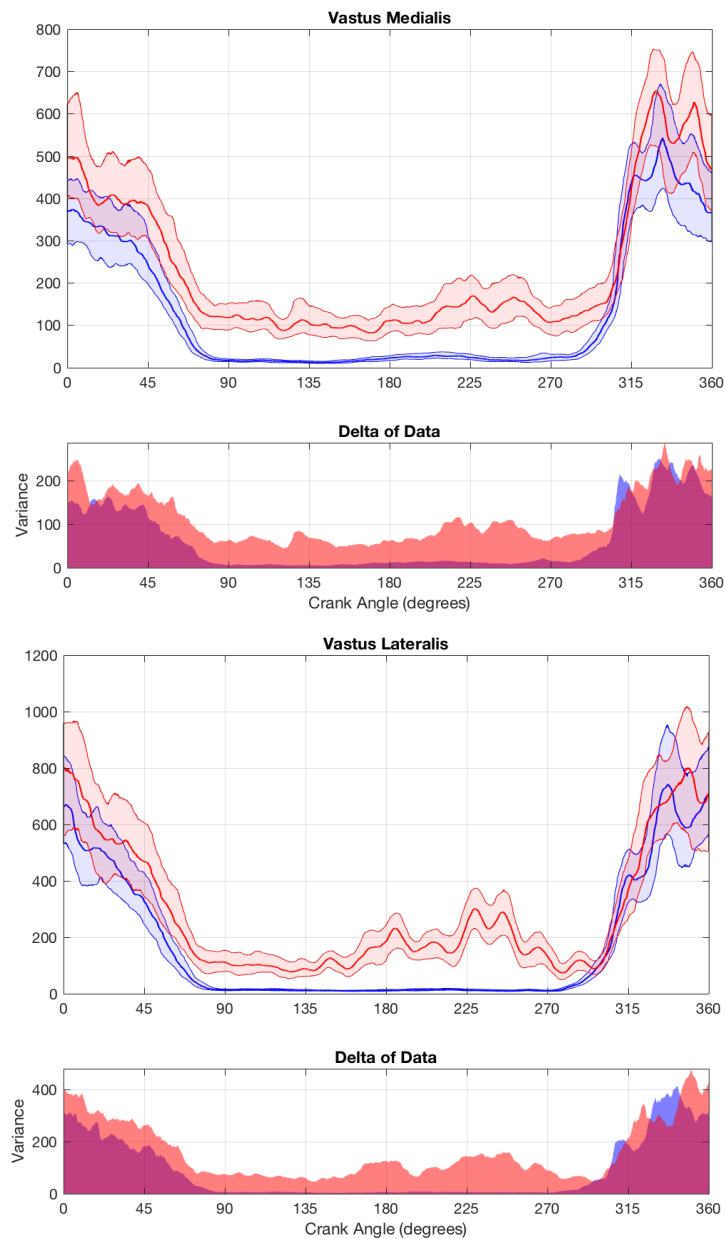 Vastus Medialis
800
700
600
500
400
300
200
100
0
0 45 90 135 180 225 270 315 360
Delta of Data
Variance
200
100
0
0 45 90 135 180 225 270 315 360
Crank Angle (degrees)
Vastus Lateralis
1200
1000
800
600
400
200
0
0 45 90 135 180 225 270 315 360
Delta of Data
Variance
400
200
0
0 45 90 135 180 225 270 315 360
Crank Angle (degrees)